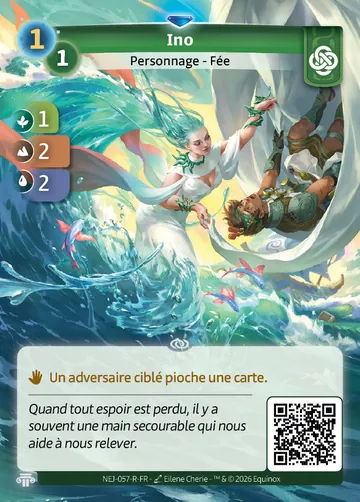 1
1
Ino
Personnage - Fée
1
2
2
Un adversaire ciblé pioche une carte.
Quand tout espoir est perdu, il y a
souvent une main secourable qui nous
aide à nous relever.
NEJ-057-R-FR - Eilene Cherie - ™ & © 2026 Equinox